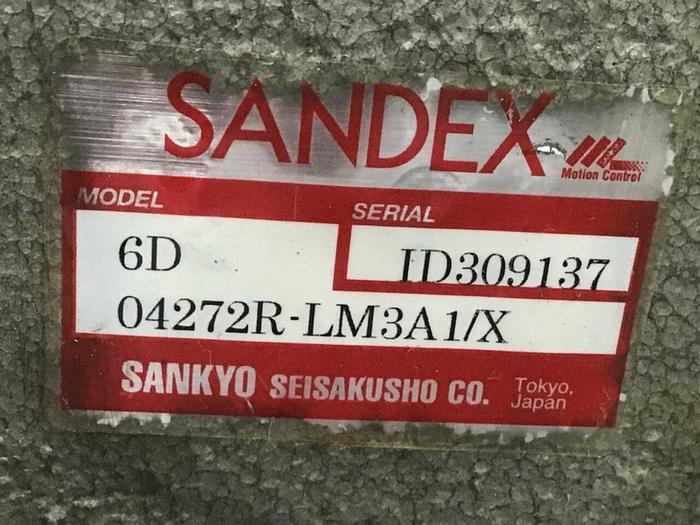 SANDEX
Motion Control
MODEL
SERIAL
6D
ID309137
04272R-LM3A1/X
SANKYO SEISAKUSHO CO.
Tokyo,
Japan